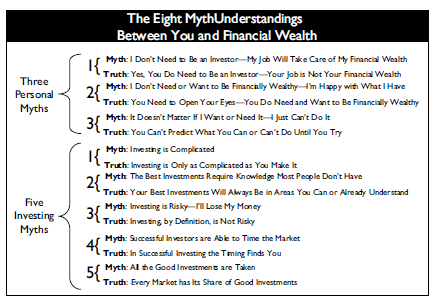 The Eight MythUnderstandings
Between You and Financial Wealth
Three
Personal
Myths
1{ Myth: I Don't Need to Be an Investor—My Job Will Take Care of My Financial Wealth
Truth: Yes, You Do Need to Be an Investor—Your Job is Not Your Financial Wealth
2{ Myth: I Don't Need or Want to Be Financially Wealthy—I'm Happy with What I Have
Truth: You Need to Open Your Eyes—You Do Need and Want to Be Financially Wealthy
3{ Myth: It Doesn't Matter If I Want or Need It—I Just Can't Do It
Truth: You Can't Predict What You Can or Can't Do Until You Try
Five
Investing
Myths
1{ Myth: Investing is Complicated
Truth: Investing is Only as Complicated as You Make It
2{ Myth: The Best Investments Require Knowledge Most People Don't Have
Truth: Your Best Investments Will Always Be in Areas You Can or Already Understand
3{ Myth: Investing is Risky—I'll Lose My Money
Truth: Investing, by Definition, is Not Risky
4{ Myth: Successful Investors are Able to Time the Market
Truth: In Successful Investing the Timing Finds You
5{ Myth: All the Good Investments are Taken
Truth: Every Market has Its Share of Good Investments